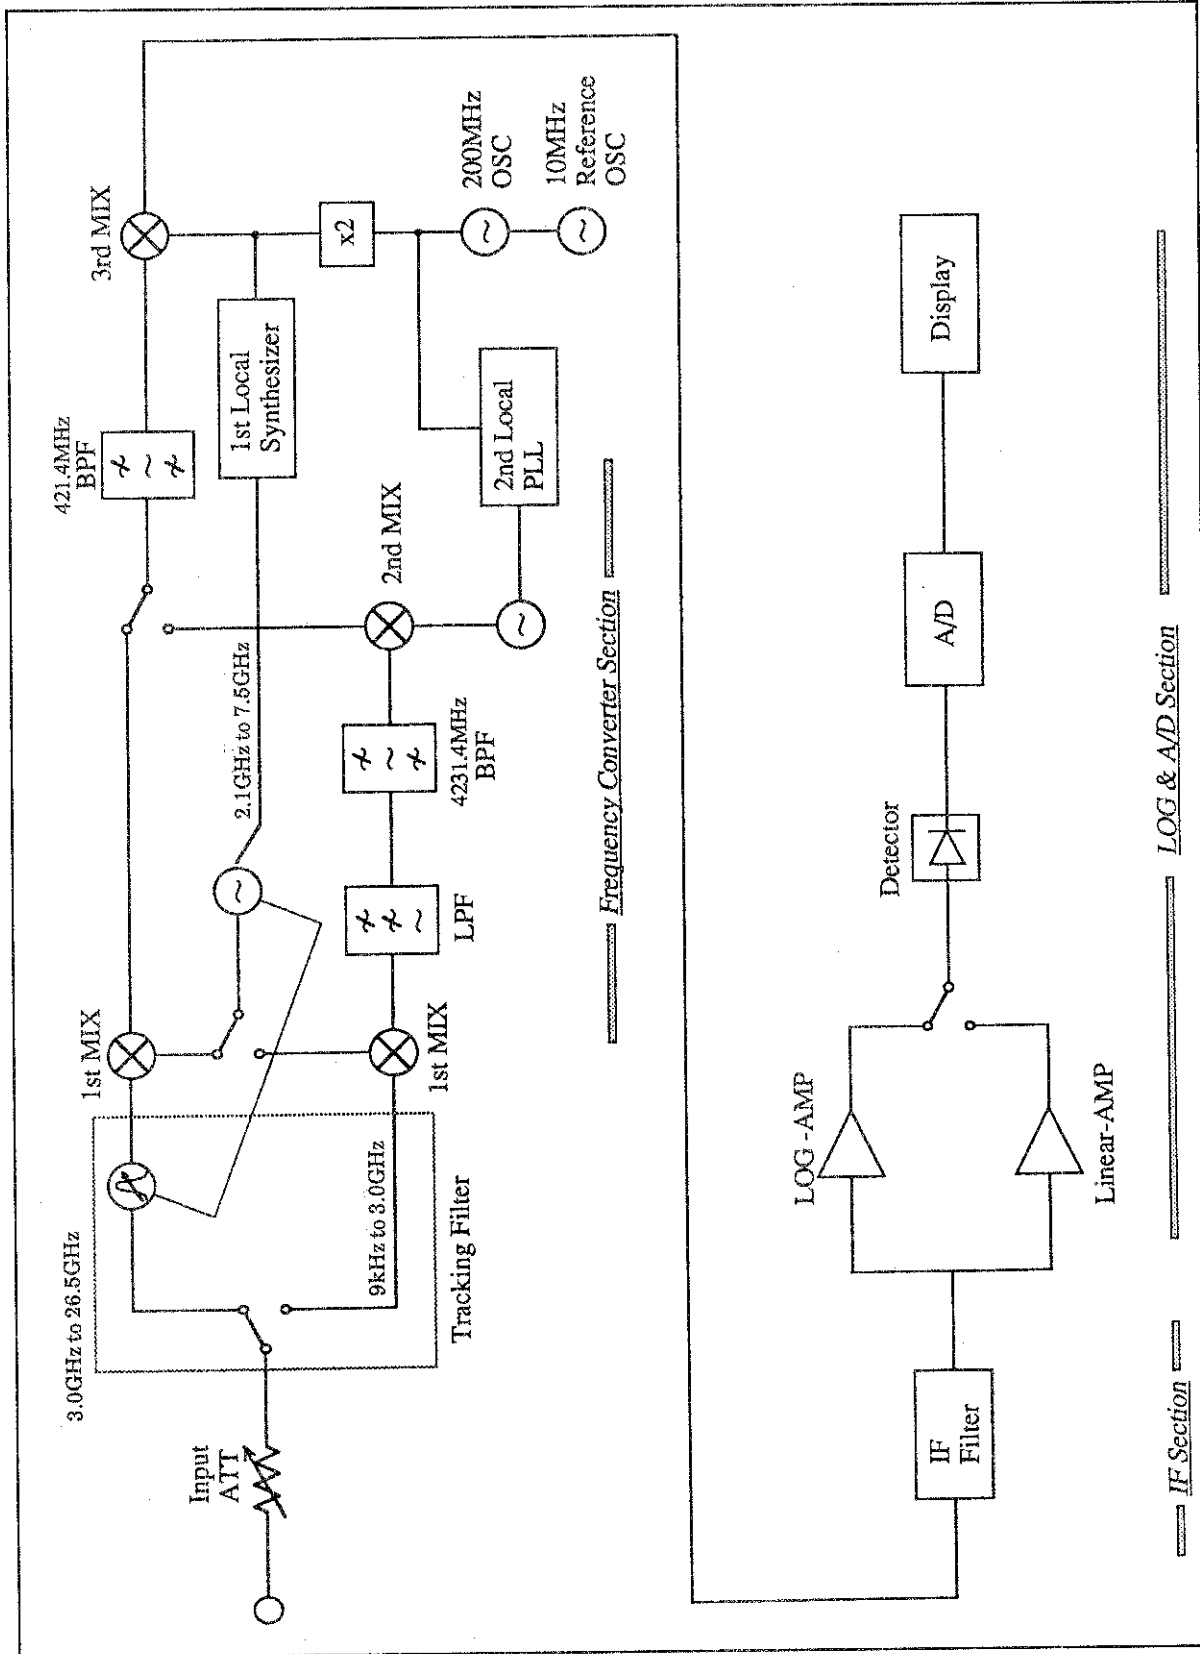 3.0GHz to 26.5GHz
Input
ATT
9kHz to 3.0GHz
Tracking Filter
1st MIX
1st MIX
2.1GHz to 7.5GHz
LPF
4231.4MHz
BPF
2nd MIX
421.4MHz
BPF
1st Local
Synthesizer
2nd Local
PLL
3rd MIX
x2
200MHz
OSC
10MHz
Reference
OSC
Frequency Converter Section
IF
Filter
LOG -AMP
Linear-AMP
Detector
A/D
Display
IF Section
LOG & A/D Section